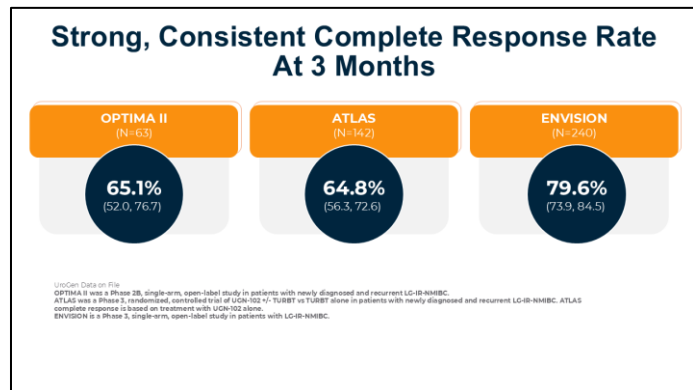 Strong, Consistent Complete Response Rate
At 3 Months
OPTIMA II
(N=63)
65.1%
(52.0, 76.7)
ATLAS
(N=142)
64.8%
(56.3, 72.6)
ENVISION
(N=240)
79.6%
(73.9, 84.5)
UroGen Data on File
OPTIMA II was a Phase 2B, single-arm, open-label study in patients with newly diagnosed and recurrent LG-IR-NMIBC.
ATLAS was a Phase 3, randomized, controlled trial of UGN-102 +/- TURBT vs TURBT alone in patients with newly diagnosed and recurrent LG-IR-NMIBC. ATLAS
complete response is based on treatment with UGN-102 alone.
ENVISION is a Phase 3, single-arm, open-label study in patients with LG-IR-NMIBC.